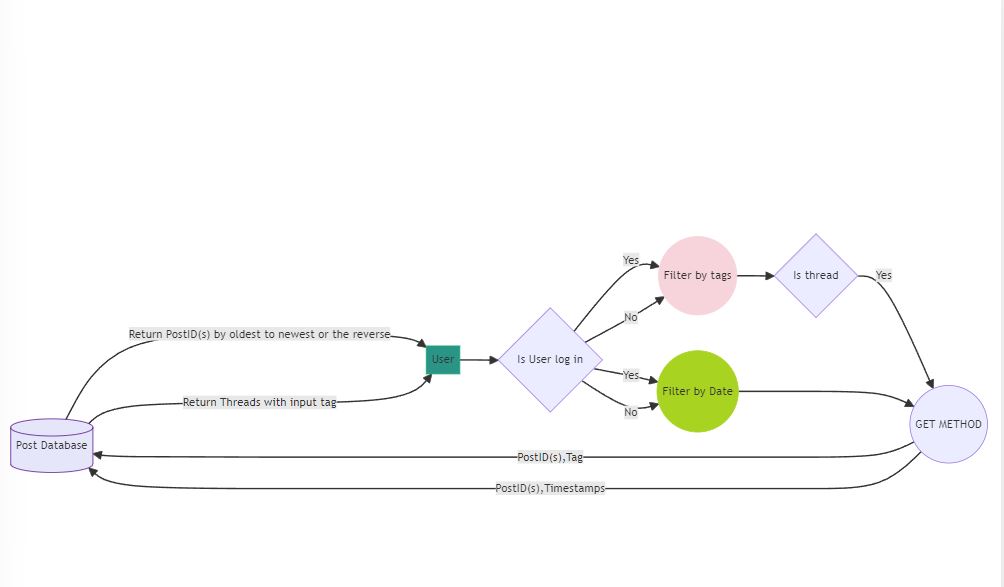 Yes
Filter by tags
Is thread
Yes
No
Return PostID(s) by oldest to newest or the reverse
User
Is User log in
Yes
Filter by Date
Return Threads with input tag
No
GET METHOD
Post Database
PostID(s),Tag
PostID(s),Timestamps